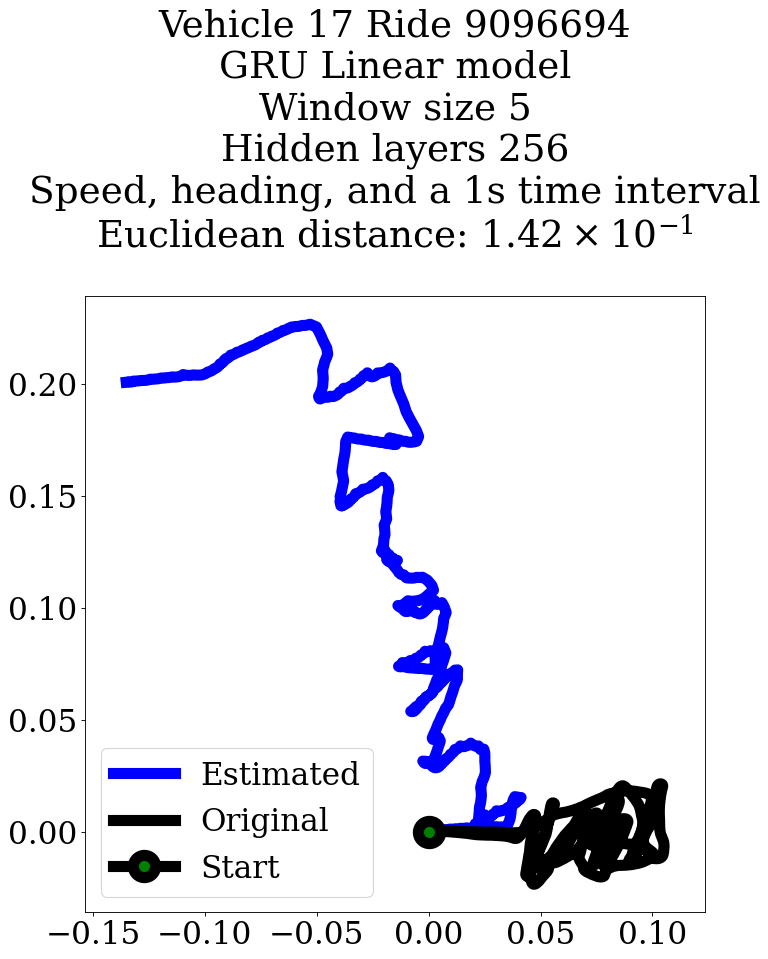 Vehicle 17 Ride 9096694
GRU Linear model
Window size 5
Hidden layers 256
Speed, heading, and a 1s time interval
Euclidean distance: 1.42 × 10⁻¹
0.20
0.15
0.10
0.05
0.00
Estimated
Original
Start
−0.15 −0.10 −0.05 0.00 0.05 0.10